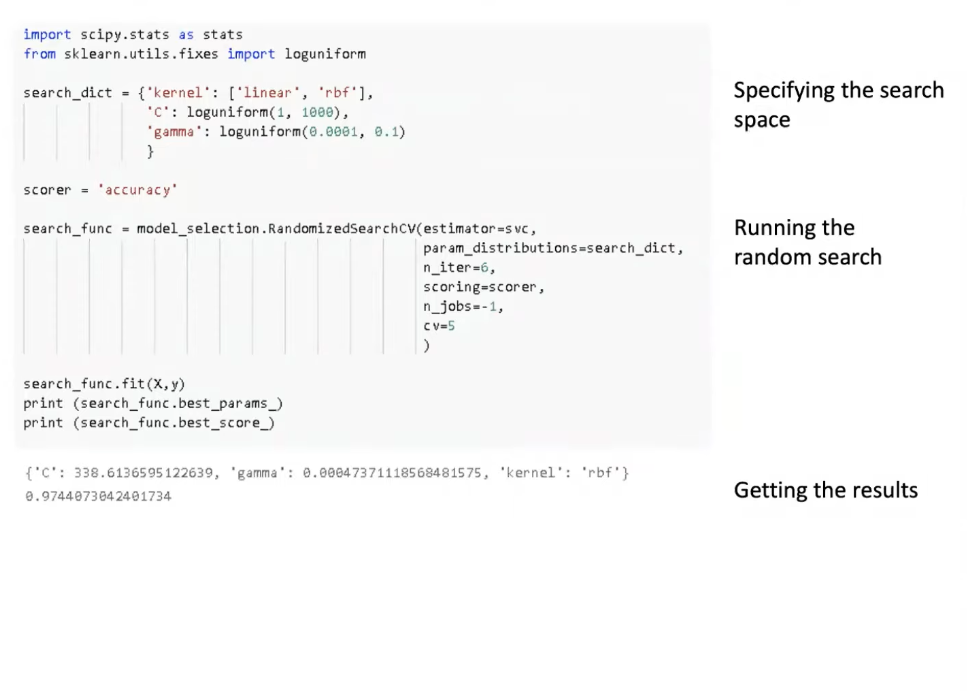 import scipy.stats as stats
from sklearn.utils.fixes import loguniform
search_dict = {'kernel': ['linear', 'rbf'],
'C': loguniform(1, 1000),
'gamma': loguniform(0.0001, 0.1)
}
Specifying the search
space
scorer = 'accuracy'
search_func = model_selection.RandomizedSearchCV(estimator=svc,
param_distributions=search_dict,
n_iter=6,
scoring=scorer,
n_jobs=-1,
cv=5
)
Running the
random search
search_func.fit(X,y)
print (search_func.best_params_)
print (search_func.best_score_)
{'C': 338.6136595122639, 'gamma': 0.00047371118568481575, 'kernel': 'rbf'}
0.9744073042401734
Getting the results